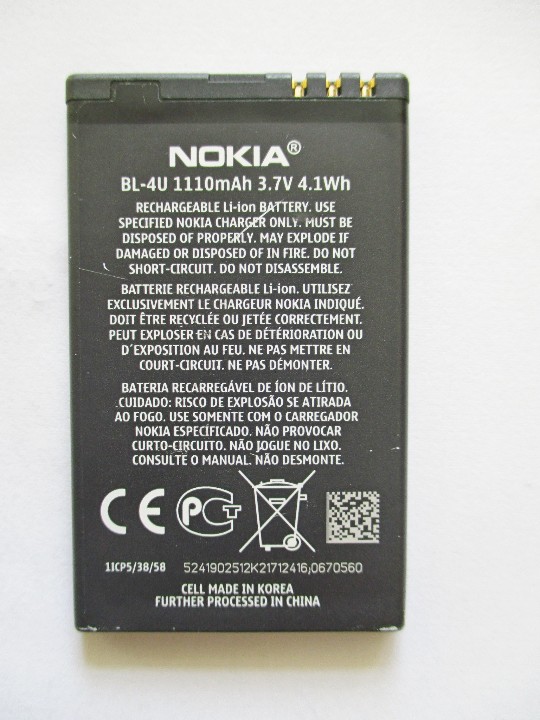 NOKIA®
BL-4U 1110mAh 3.7V 4.1Wh
RECHARGEABLE Li-ion BATTERY. USE
SPECIFIED NOKIA CHARGER ONLY. MUST BE
DISPOSED OF PROPERLY. MAY EXPLODE IF
DAMAGED OR DISPOSED OF IN FIRE. DO NOT
SHORT-CIRCUIT. DO NOT DISASSEMBLE.
BATTERIE RECHARGEABLE Li-ion. UTILISEZ
EXCLUSIVEMENT LE CHARGEUR NOKIA INDIQUÉ.
DOIT ÊTRE RECYCLÉE OU JETÉE CORRECTEMENT.
PEUT EXPLOSER EN CAS DE DÉTÉRIORATION OU
D'EXPOSITION AU FEU. NE PAS METTRE EN
COURT-CIRCUIT. NE PAS DÉMONTER.
BATERIA RECARREGÁVEL DE ÍON DE LÍTIO.
CUIDADO: RISCO DE EXPLOSÃO SE ATIRADA
AO FOGO. USE SOMENTE COM O CARREGADOR
NOKIA ESPECIFICADO. NÃO PROVOCAR
CURTO-CIRCUITO. NÃO JOGUE NO LIXO.
CONSULTE O MANUAL. NÃO DESMONTE.
CE PCT
1ICP5/38/58 5241902512K21712416;0670560
CELL MADE IN KOREA
FURTHER PROCESSED IN CHINA